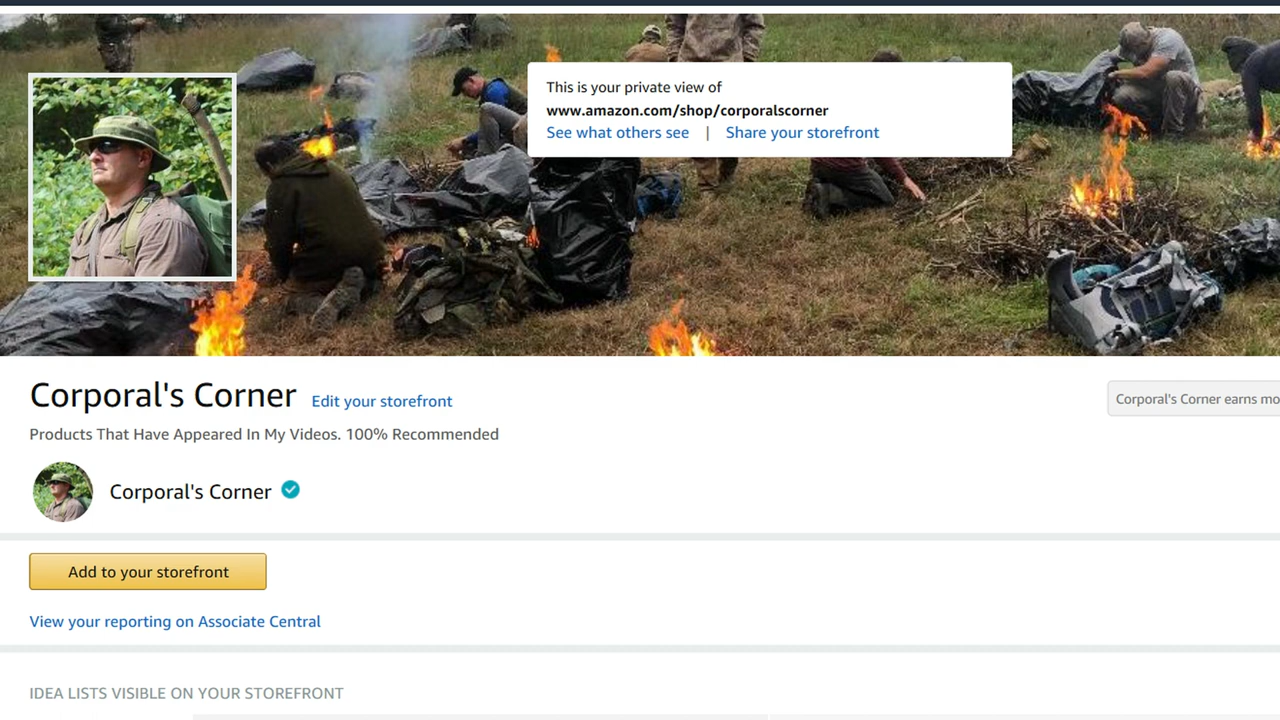 This is your private view of
www.amazon.com/shop/corporalscorner
See what others see | Share your storefront
Corporal's Corner Edit your storefront
Corporal's Corner earns mo
Products That Have Appeared In My Videos. 100% Recommended
Corporal's Corner
Add to your storefront
View your reporting on Associate Central
IDEA LISTS VISIBLE ON YOUR STOREFRONT